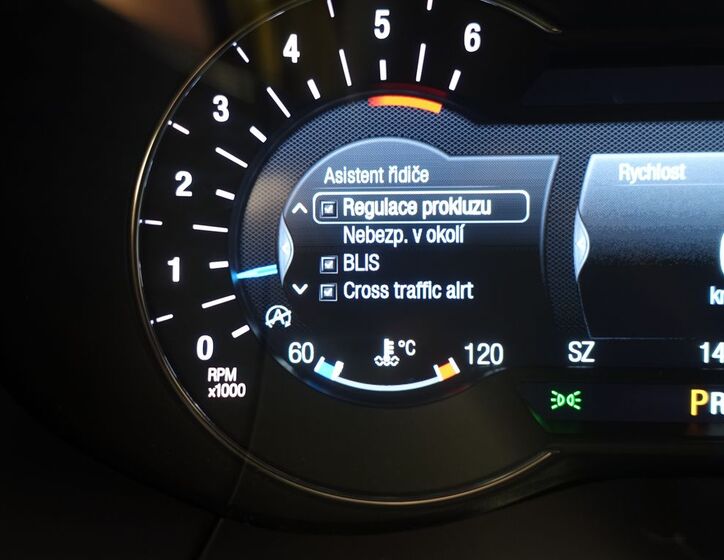 6
5
4
3
2
1
0
RPM
x1000
Asistent řidiče
Regulace prokluzu
Nebezp. v okolí
BLIS
Cross traffic alrt
60
°C
120
Rychlost
SZ
14
PR